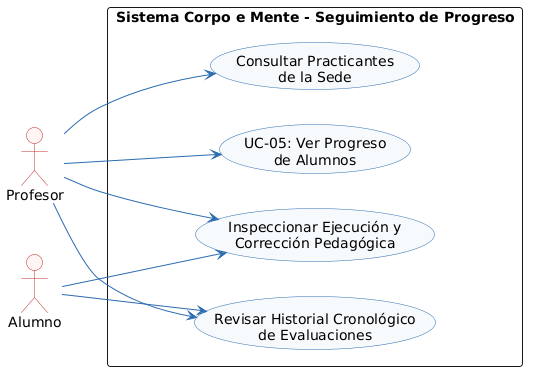 Sistema Corpo e Mente - Seguimiento de Progreso
Consultar Practicantes
de la Sede
UC-05: Ver Progreso
de Alumnos
Profesor
Inspeccionar Ejecución y
Corrección Pedagógica
Alumno
Revisar Historial Cronológico
de Evaluaciones